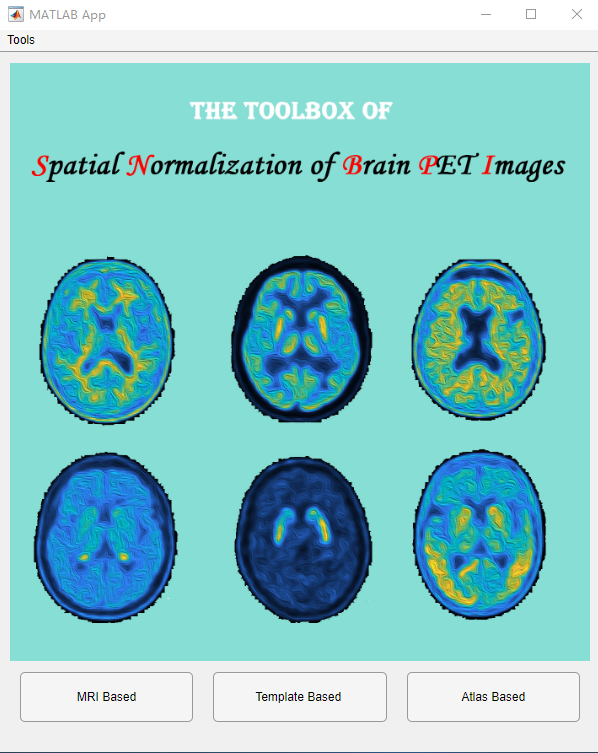 MATLAB App
Tools
THE TOOLBOX OF
Spatial Normalization of Brain PET Images
MRI Based
Template Based
Atlas Based